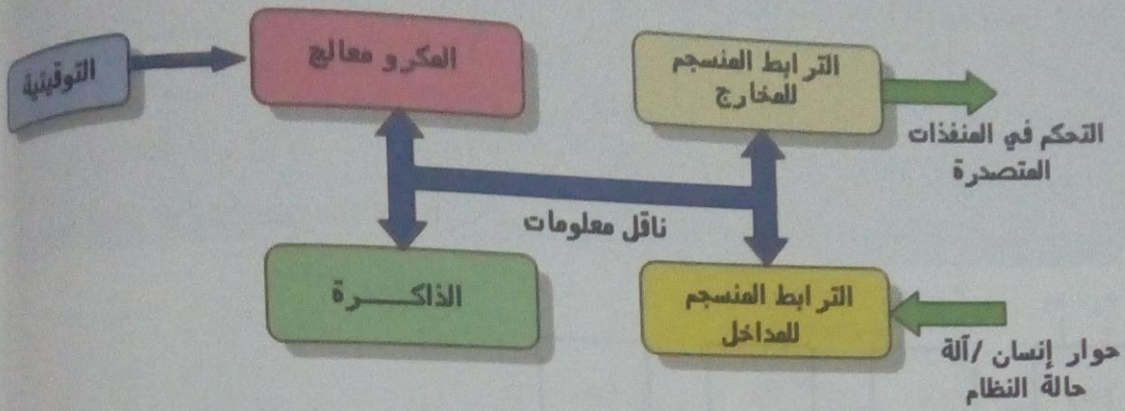 التوقيتية
المكرو معالج
الترابط المنسجم
للمخارج
التحكم في المنفذات
المتصدرة
ناقل معلومات
الذاكـــــرة
الترابط المنسجم
للمداخل
حوار إنسان /آلة
حالة النظام